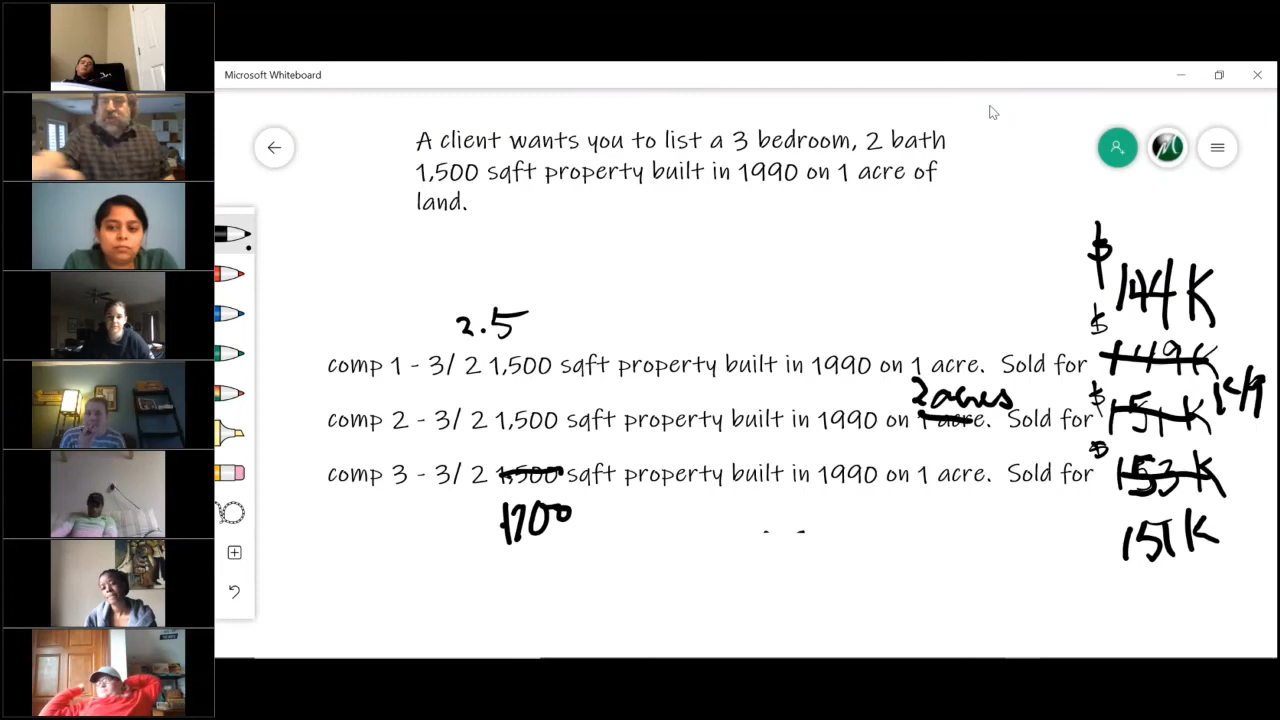 Microsoft Whiteboard
A client wants you to list a 3 bedroom, 2 bath
1,500 sqft property built in 1990 on 1 acre of
land.
$
144K
2.5
$
comp 1 - 3/ 2 1,500 sqft property built in 1990 on 1 acre. Sold for 149K
2 acres
$
comp 2 - 3/ 2 1,500 sqft property built in 1990 on 1 acre. Sold for 151K
$
comp 3 - 3/ 2 1,500 sqft property built in 1990 on 1 acre. Sold for 153K
1700
151K